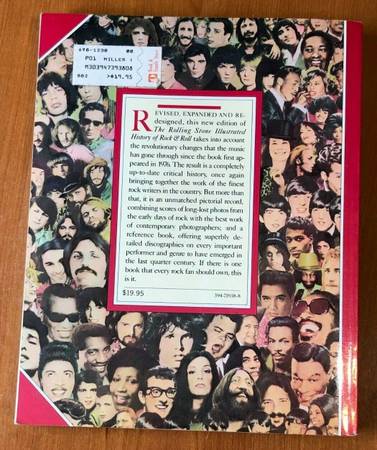 696-1230 00
P01 MILLER :
M30394739380S
002 >$19.95
REVISED, EXPANDED AND RE-
designed, this new edition of
The Rolling Stone Illustrated
History of Rock & Roll takes into account
the revolutionary changes that the music
has gone through since the book first ap-
peared in 1976. The result is a completely
up-to-date critical history, once again
bringing together the work of the finest
rock writers in the country. But more than
that, it is an unmatched pictorial record,
combining scores of long-lost photos from
the early days of rock with the best work
of contemporary photographers; and a
reference book, offering superbly de-
tailed discographies on every important
performer and genre to have emerged in
the last quarter century. If there is one
book that every rock fan should own, this
is it.
$19.95 394-73938-8